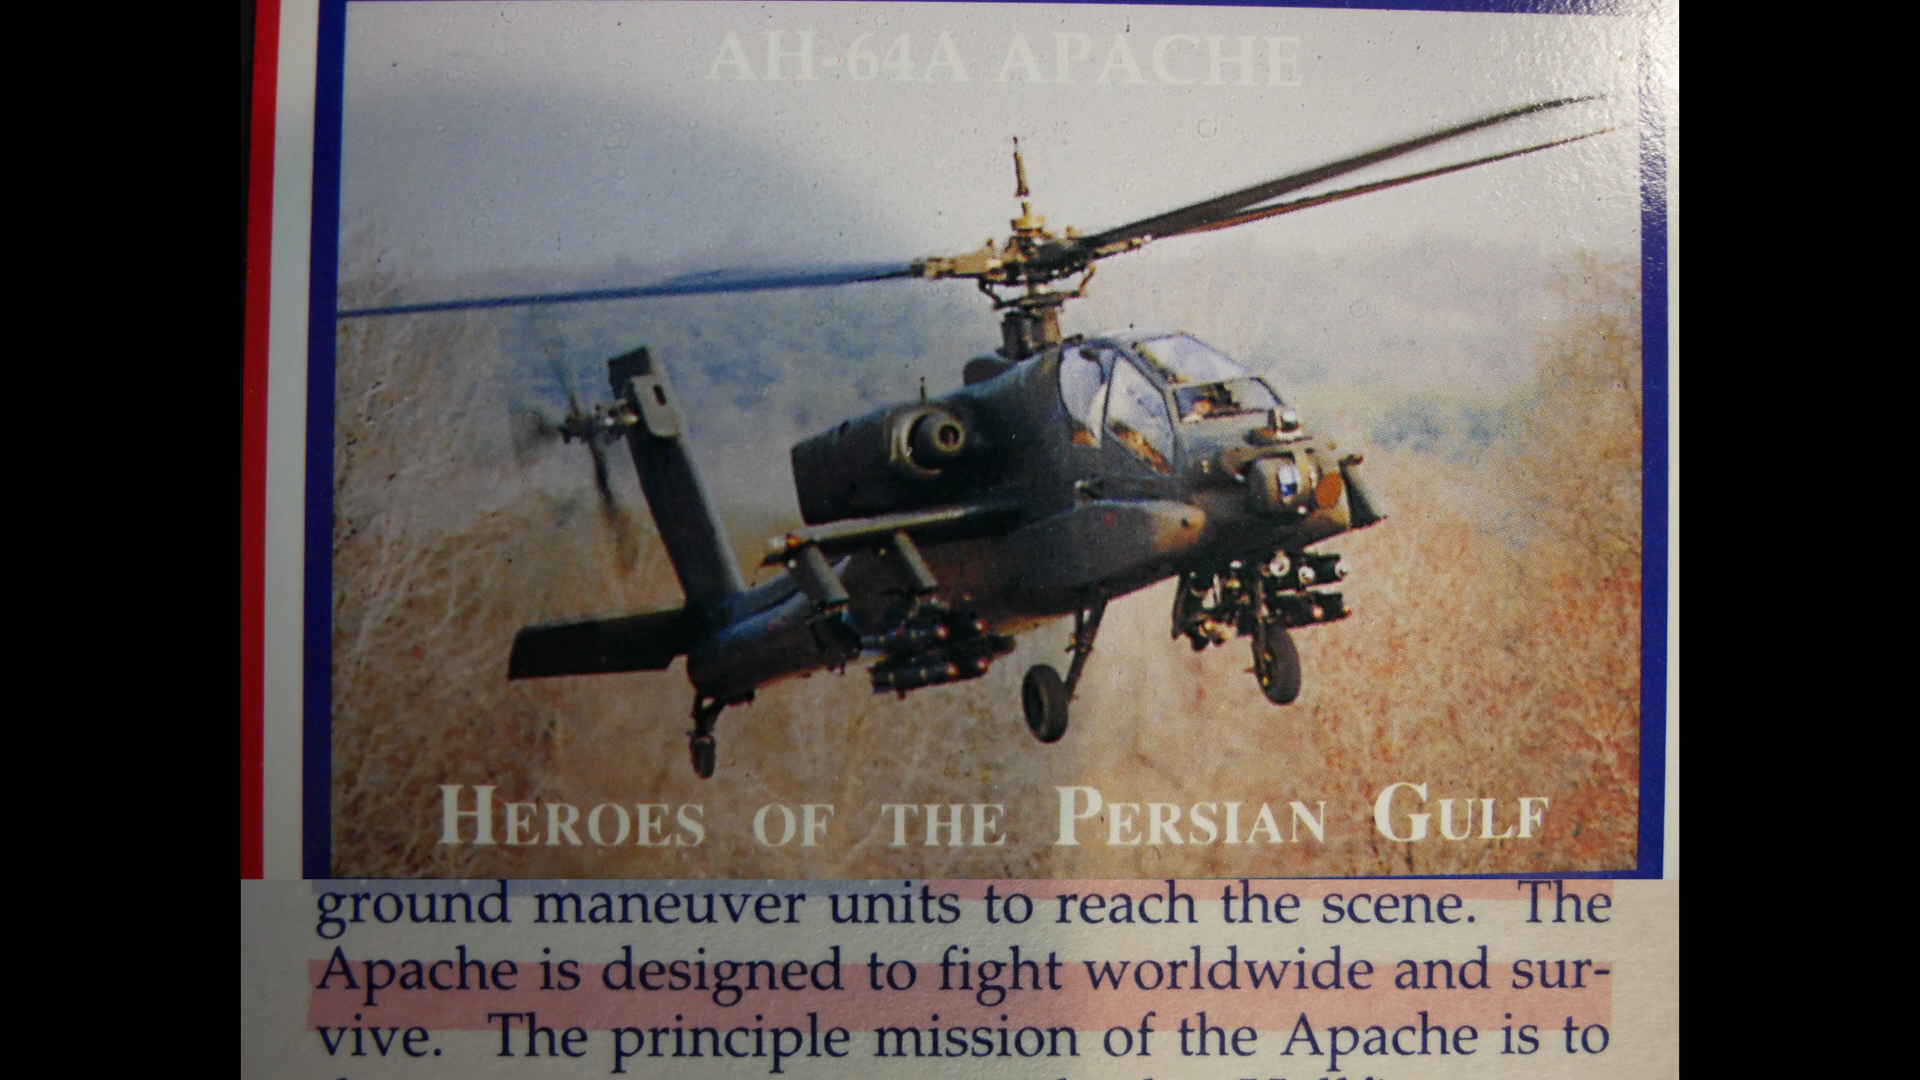 AH-64A APACHE
HEROES OF THE PERSIAN GULF
ground maneuver units to reach the scene. The
Apache is designed to fight worldwide and sur-
vive. The principle mission of the Apache is to